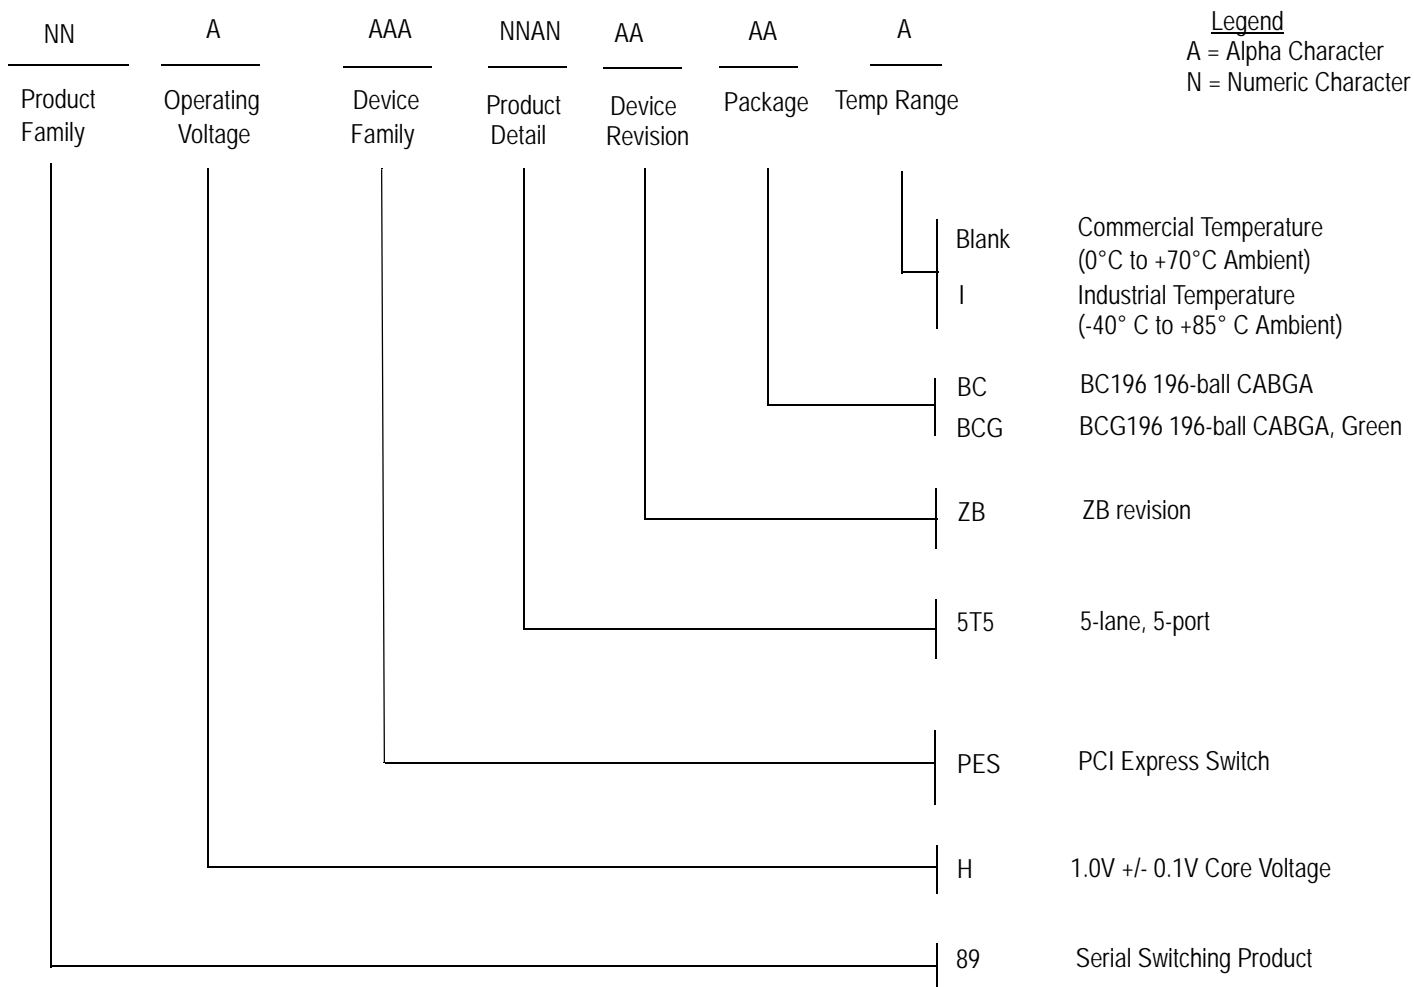 NN A AAA NNAN AA AA A
Legend
A = Alpha Character
N = Numeric Character
Product Family
Operating Voltage
Device Family
Product Detail
Device Revision
Package
Temp Range
Blank Commercial Temperature
(0°C to +70°C Ambient)
I Industrial Temperature
(-40° C to +85° C Ambient)
BC BC196 196-ball CABGA
BCG BCG196 196-ball CABGA, Green
ZB ZB revision
5T5 5-lane, 5-port
PES PCI Express Switch
H 1.0V +/- 0.1V Core Voltage
89 Serial Switching Product